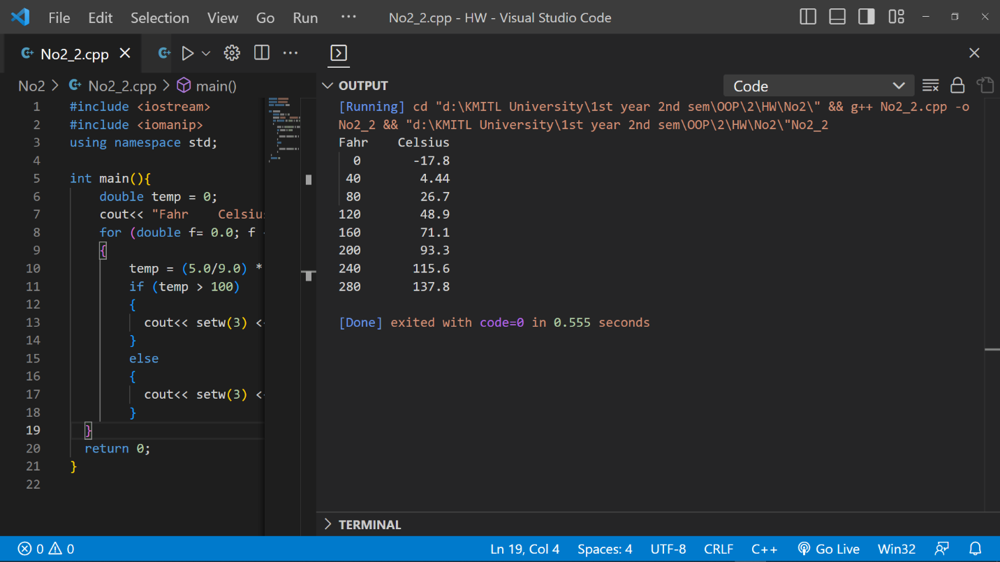 File Edit Selection View Go Run ··· No2_2.cpp - HW - Visual Studio Code
No2_2.cpp
No2 > No2_2.cpp > main()
1 #include <iostream>
2 #include <iomanip>
3 using namespace std;
4
5 int main(){
6 double temp = 0;
7 cout<< "Fahr    Celsius
8 for (double f= 0.0; f
9 {
10 temp = (5.0/9.0) *
11 if (temp > 100)
12 {
13 cout<< setw(3) <
14 }
15 else
16 {
17 cout<< setw(3) <
18 }
19 }
20 return 0;
21 }
22
OUTPUT
Code
[Running] cd "d:\KMITL University\1st year 2nd sem\OOP\2\HW\No2\" && g++ No2_2.cpp -o
No2_2 && "d:\KMITL University\1st year 2nd sem\OOP\2\HW\No2\"No2_2
Fahr    Celsius
0       -17.8
40        4.44
80        26.7
120        48.9
160        71.1
200        93.3
240       115.6
280       137.8
[Done] exited with code=0 in 0.555 seconds
TERMINAL
0 0 Ln 19, Col 4 Spaces: 4 UTF-8 CRLF C++ Go Live Win32